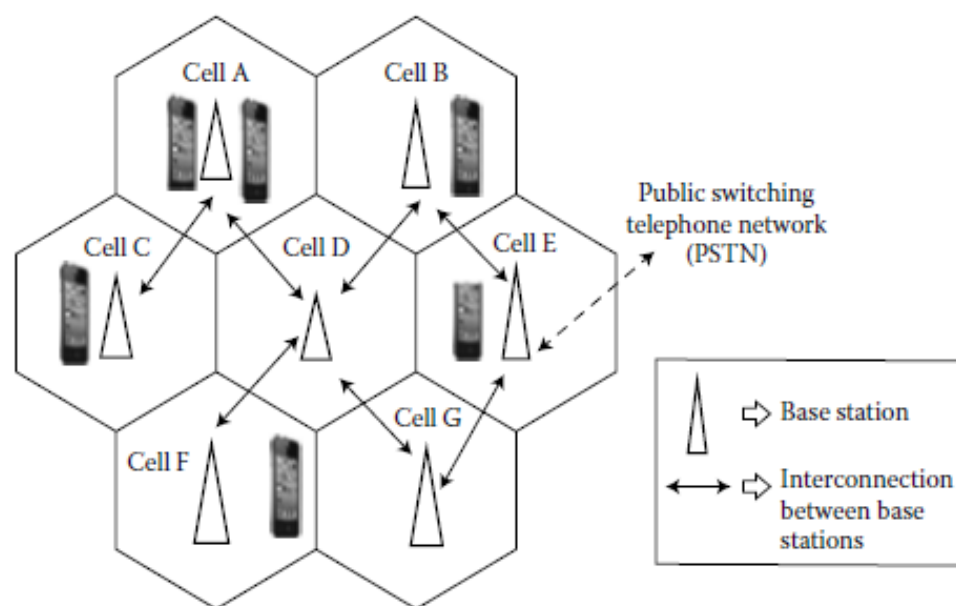 Cell A
Cell B
Public switching
telephone network
(PSTN)
Cell C
Cell D
Cell E
Base station
Cell G
Cell F
Interconnection
between base
stations